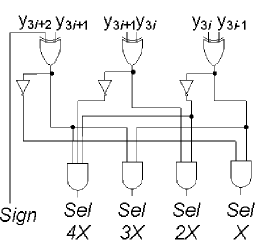 y3i+2 y3i+1 y3i+1 y3i y3i y3i-1
Sign Sel Sel Sel Sel
4X 3X 2X X